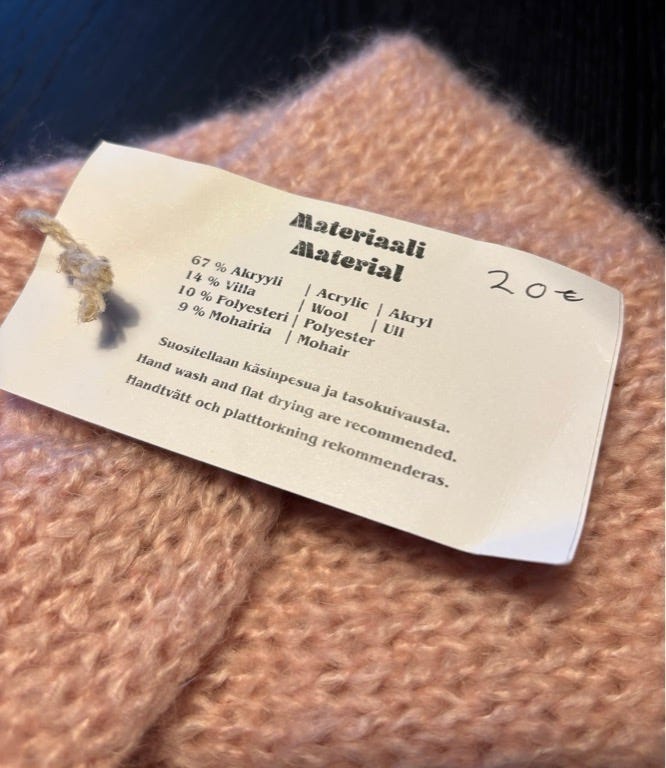 Materiaali
Material
20€
67 % Akryyli | Acrylic | Akryl
14 % Villa | Wool | Ull
10 % Polyesteri | Polyester
9 % Mohairia | Mohair
Suositellaan käsinpesua ja tasokuivausta.
Hand wash and flat drying are recommended.
Handtvätt och platttorkning rekommenderas.